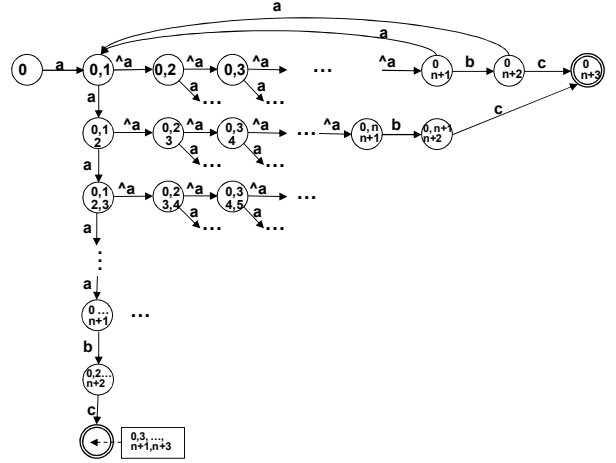 a
a
0
a
0,1
^a
0,2
^a
0,3
^a
...
^a
0
n+1
b
0
n+2
c
0
n+3
a
a
...
a
...
0,1
2
^a
0,2
3
^a
0,3
4
^a
...
^a
0, n
n+1
b
0, n+1
n+2
c
a
a
...
a
...
0,1
2,3
^a
0,2
3,4
^a
0,3
4,5
^a
...
a
a
...
a
...
...
a
0 ...
n+1
...
b
0,2...
n+2
c
0,3, ...,
n+1,n+3